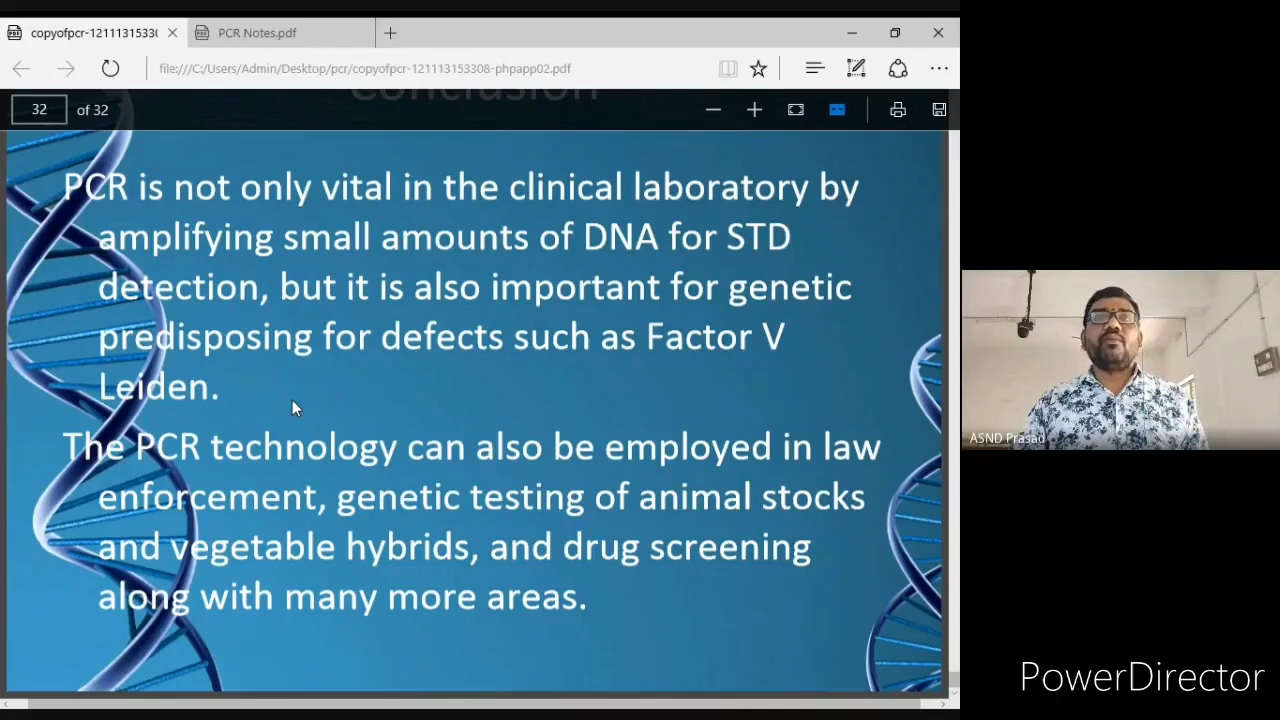 copyofpcr-12111315330
PCR Notes.pdf
file:///C:/Users/Admin/Desktop/pcr/copyofpcr-121113153308-phpapp02.pdf
32 of 32
Conclusion
PCR is not only vital in the clinical laboratory by
amplifying small amounts of DNA for STD
detection, but it is also important for genetic
predisposing for defects such as Factor V
Leiden.
The PCR technology can also be employed in law
enforcement, genetic testing of animal stocks
and vegetable hybrids, and drug screening
along with many more areas.
ASND Prasad
PowerDirector